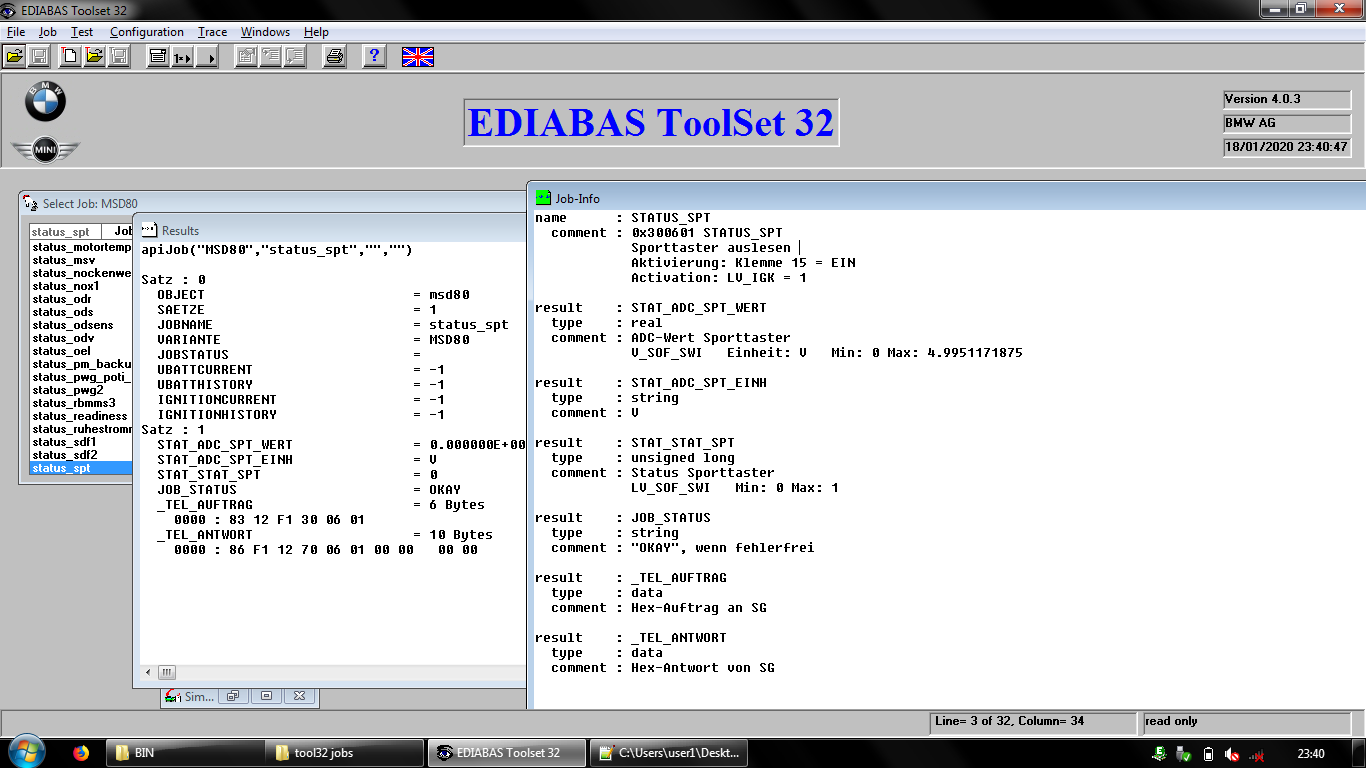 EDIABAS Toolset 32
File Job Test Configuration Trace Windows Help
BMW
MINI
EDIABAS ToolSet 32
Version 4.0.3
BMW AG
18/01/2020 23:40:47
Select Job: MSD80
status_spt Job
status_motortemp
status_msv
status_nockenwe
status_nox1
status_odr
status_ods
status_odsens
status_odv
status_oel
status_pm_backu
status_pwg_poti_
status_pwg2
status_rbmms3
status_readiness
status_ruhestromm
status_sdf1
status_sdf2
status_spt
Results
apiJob("MSD80","status_spt","","")
Satz : 0
OBJECT = msd80
SAETZE = 1
JOBNAME = status_spt
VARIANTE = MSD80
JOBSTATUS =
UBATTCURRENT = -1
UBATTHISTORY = -1
IGNITIONCURRENT = -1
IGNITIONHISTORY = -1
Satz : 1
STAT_ADC_SPT_WERT = 0.000000E+00
STAT_ADC_SPT_EINH = V
STAT_STAT_SPT = 0
JOB_STATUS = OKAY
_TEL_AUFTRAG = 6 Bytes
0000 : 83 12 F1 30 06 01
_TEL_ANTWORT = 10 Bytes
0000 : 86 F1 12 70 06 01 00 00 00 00
Sim...
Job-Info
name : STATUS_SPT
comment : 0x300601 STATUS_SPT
Sporttaster auslesen
Aktivierung: Klemme 15 = EIN
Activation: LV_IGK = 1
result : STAT_ADC_SPT_WERT
type : real
comment : ADC-Wert Sporttaster
V_SOF_SWI Einheit: V Min: 0 Max: 4.9951171875
result : STAT_ADC_SPT_EINH
type : string
comment : V
result : STAT_STAT_SPT
type : unsigned long
comment : Status Sporttaster
LV_SOF_SWI Min: 0 Max: 1
result : JOB_STATUS
type : string
comment : "OKAY", wenn fehlerfrei
result : _TEL_AUFTRAG
type : data
comment : Hex-Auftrag an SG
result : _TEL_ANTWORT
type : data
comment : Hex-Antwort von SG
Line= 3 of 32, Column= 34 read only
BIN tool32 jobs EDIABAS Toolset 32 C:\Users\user1\Deskt... 23:40